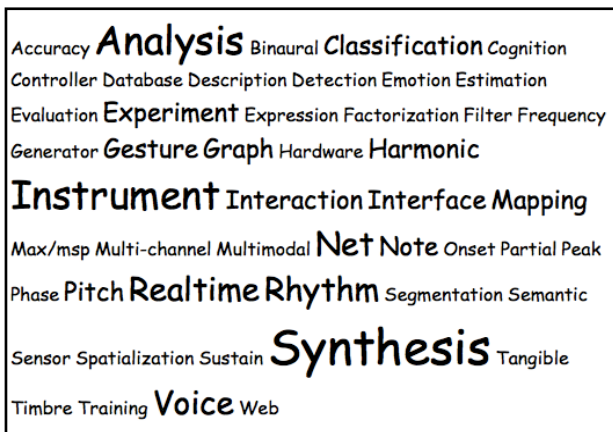 Accuracy Analysis Binaural Classification Cognition
Controller Database Description Detection Emotion Estimation
Evaluation Experiment Expression Factorization Filter Frequency
Generator Gesture Graph Hardware Harmonic
Instrument Interaction Interface Mapping
Max/msp Multi-channel Multimodal Net Note Onset Partial Peak
Phase Pitch Realtime Rhythm Segmentation Semantic
Sensor Spatialization Sustain Synthesis Tangible
Timbre Training Voice Web